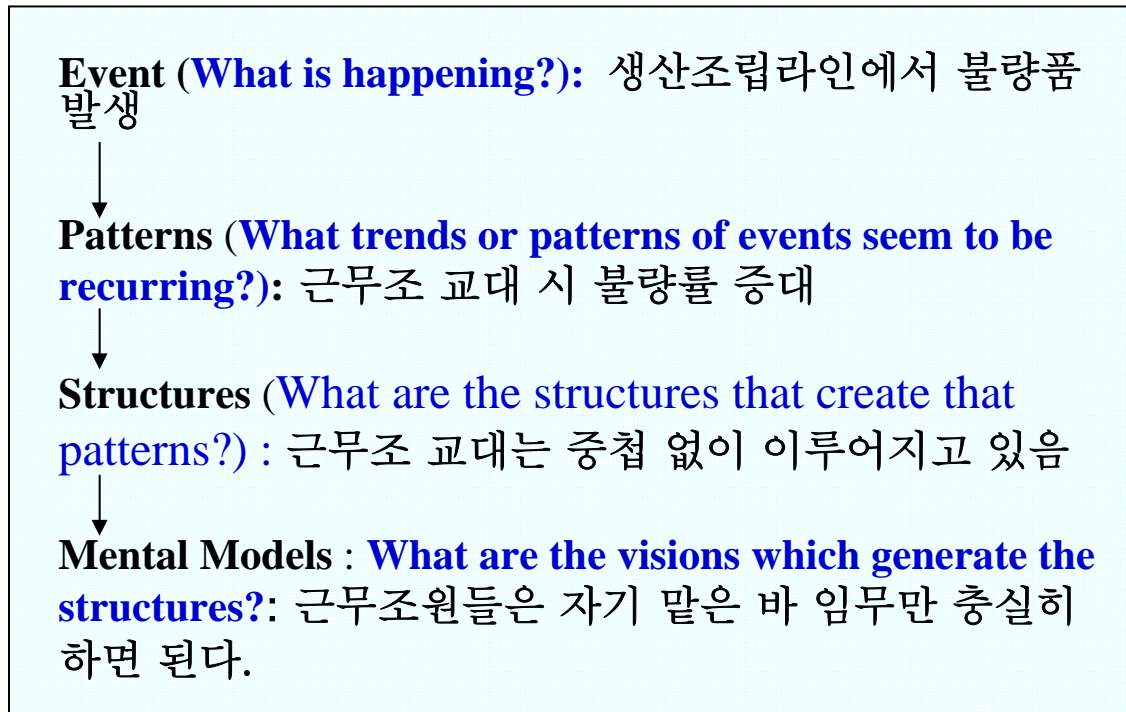 Event (What is happening?): 생산조립라인에서 불량품
발생
Patterns (What trends or patterns of events seem to be
recurring?): 근무조 교대 시 불량률 증대
Structures (What are the structures that create that
patterns?) : 근무조 교대는 중첩 없이 이루어지고 있음
Mental Models : What are the visions which generate the
structures?: 근무조원들은 자기 맡은 바 임무만 충실히
하면 된다.